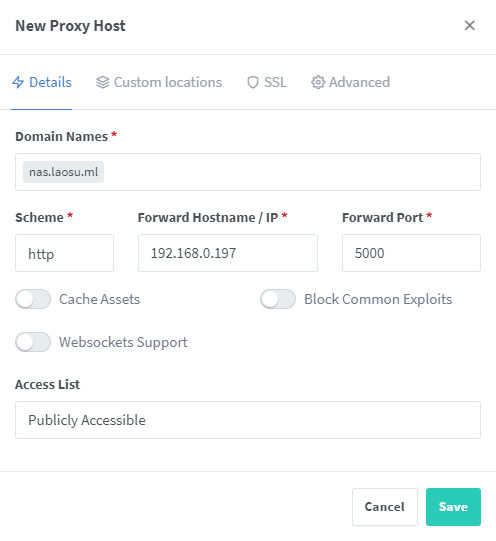 New Proxy Host ×
Details Custom locations SSL Advanced
Domain Names *
nas.laosu.ml
Scheme * Forward Hostname / IP * Forward Port *
http 192.168.0.197 5000
Cache Assets Block Common Exploits
Websockets Support
Access List
Publicly Accessible
Cancel Save